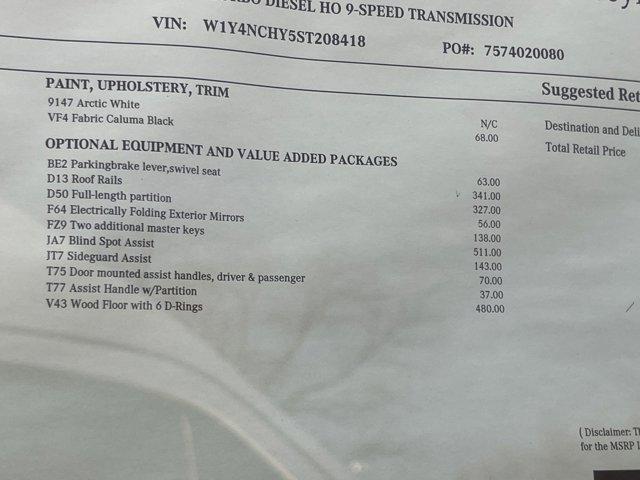 DIESEL HO 9-SPEED TRANSMISSION
VIN: W1Y4NCHY5ST208418 PO#: 7574020080
PAINT, UPHOLSTERY, TRIM Suggested Ret
9147 Arctic White N/C Destination and Deli
VF4 Fabric Caluma Black 68.00 Total Retail Price
OPTIONAL EQUIPMENT AND VALUE ADDED PACKAGES
BE2 Parkingbrake lever,swivel seat 63.00
D13 Roof Rails 341.00
D50 Full-length partition 327.00
F64 Electrically Folding Exterior Mirrors 56.00
FZ9 Two additional master keys 138.00
JA7 Blind Spot Assist 511.00
JT7 Sideguard Assist 143.00
T75 Door mounted assist handles, driver & passenger 70.00
T77 Assist Handle w/Partition 37.00
V43 Wood Floor with 6 D-Rings 480.00
( Disclaimer: T
for the MSRP